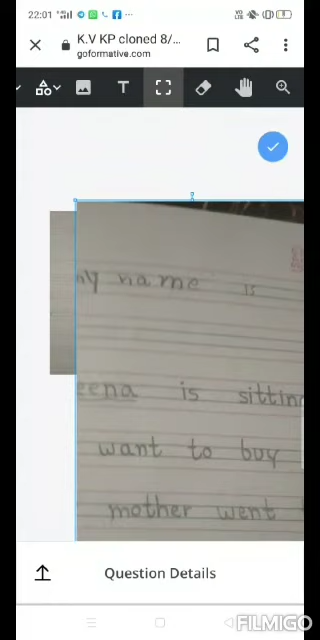 22:01
K.V KP cloned 8/...
goformative.com
T
ny name is
eena is sittin
want to buy
mother went
Question Details
FILMIGO